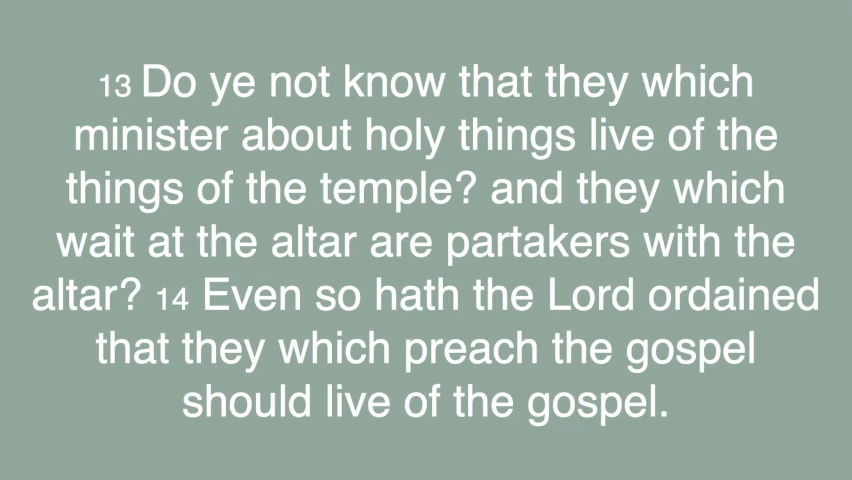 13 Do ye not know that they which
minister about holy things live of the
things of the temple? and they which
wait at the altar are partakers with the
altar? 14 Even so hath the Lord ordained
that they which preach the gospel
should live of the gospel.